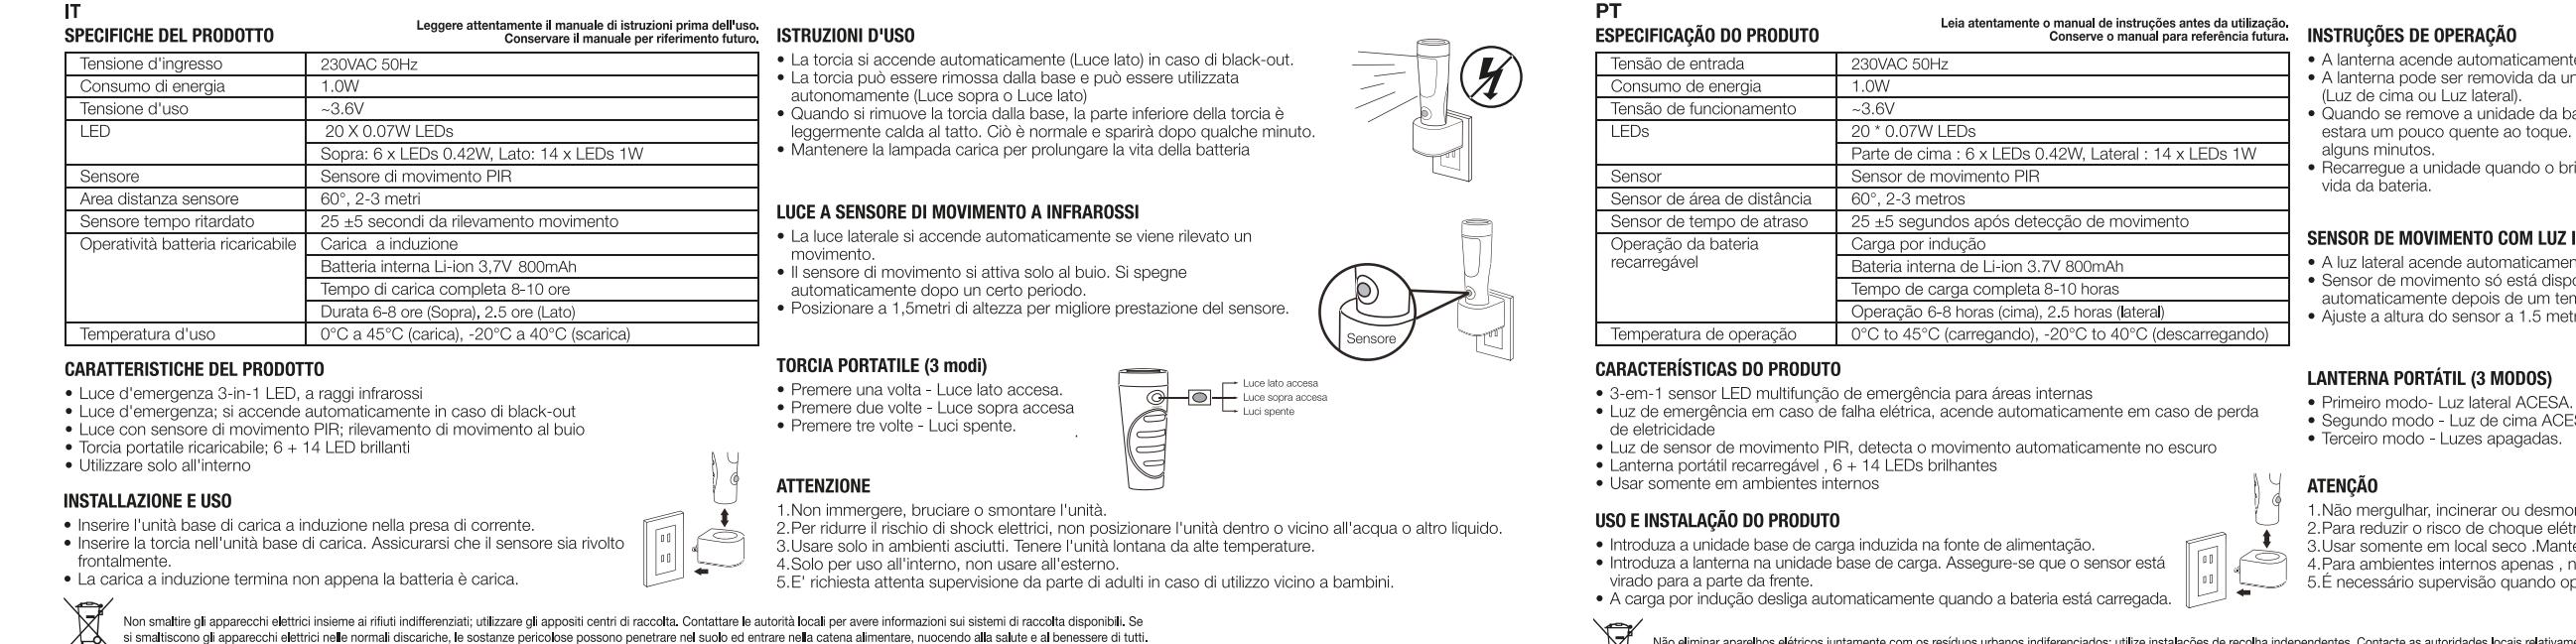 IT
Leggere attentamente il manuale di istruzioni prima dell'uso.
SPECIFICHE DEL PRODOTTO
Conservare il manuale per riferimento futuro.
Tensione d'ingresso 230VAC 50Hz
Consumo di energia 1.0W
Tensione d'uso ~3.6V
LED 20 X 0.07W LEDs
Sopra: 6 x LEDs 0.42W, Lato: 14 x LEDs 1W
Sensore Sensore di movimento PIR
Area distanza sensore 60°, 2-3 metri
Sensore tempo ritardato 25 ±5 secondi da rilevamento movimento
Operatività batteria ricaricabile Carica a induzione
Batteria interna Li-ion 3,7V 800mAh
Tempo di carica completa 8-10 ore
Durata 6-8 ore (Sopra), 2.5 ore (Lato)
Temperatura d'uso 0°C a 45°C (carica), -20°C a 40°C (scarica)
CARATTERISTICHE DEL PRODOTTO
• Luce d'emergenza 3-in-1 LED, a raggi infrarossi
• Luce d'emergenza; si accende automaticamente in caso di black-out
• Luce con sensore di movimento PIR; rilevamento di movimento al buio
• Torcia portatile ricaricabile; 6 + 14 LED brillanti
• Utilizzare solo all'interno
INSTALLAZIONE E USO
• Inserire l'unità base di carica a induzione nella presa di corrente.
• Inserire la torcia nell'unità base di carica. Assicurarsi che il sensore sia rivolto
frontalmente.
• La carica a induzione termina non appena la batteria è carica.
ISTRUZIONI D'USO
• La torcia si accende automaticamente (Luce lato) in caso di black-out.
• La torcia può essere rimossa dalla base e può essere utilizzata
autonomamente (Luce sopra o Luce lato)
• Quando si rimuove la torcia dalla base, la parte inferiore della torcia è
leggermente calda al tatto. Ciò è normale e sparirà dopo qualche minuto.
• Mantenere la lampada carica per prolungare la vita della batteria
LUCE A SENSORE DI MOVIMENTO A INFRAROSSI
• La luce laterale si accende automaticamente se viene rilevato un
movimento.
• Il sensore di movimento si attiva solo al buio. Si spegne
automaticamente dopo un certo periodo.
• Posizionare a 1,5metri di altezza per migliore prestazione del sensore.
Sensore
TORCIA PORTATILE (3 modi)
• Premere una volta - Luce lato accesa.
• Premere due volte - Luce sopra accesa
• Premere tre volte - Luci spente.
Luce lato accesa
Luce sopra accesa
Luci spente
ATTENZIONE
1.Non immergere, bruciare o smontare l'unità.
2.Per ridurre il rischio di shock elettrici, non posizionare l'unità dentro o vicino all'acqua o altro liquido.
3.Usare solo in ambienti asciutti. Tenere l'unità lontana da alte temperature.
4.Solo per uso all'interno, non usare all'esterno.
5.E' richiesta attenta supervisione da parte di adulti in caso di utilizzo vicino a bambini.
Non smaltire gli apparecchi elettrici insieme ai rifiuti indifferenziati; utilizzare gli appositi centri di raccolta. Contattare le autorità locali per avere informazioni sui sistemi di raccolta disponibili. Se
si smaltiscono gli apparecchi elettrici nelle normali discariche, le sostanze pericolose possono penetrare nel suolo ed entrare nella catena alimentare, nuocendo alla salute e al benessere di tutti.
PT
Leia atentamente o manual de instruções antes da utilização.
ESPECIFICAÇÃO DO PRODUTO
Conserve o manual para referência futura.
Tensão de entrada 230VAC 50Hz
Consumo de energia 1.0W
Tensão de funcionamento ~3.6V
LEDs 20 * 0.07W LEDs
Parte de cima : 6 x LEDs 0.42W, Lateral : 14 x LEDs 1W
Sensor Sensor de movimento PIR
Sensor de área de distância 60°, 2-3 metros
Sensor de tempo de atraso 25 ±5 segundos após detecção de movimento
Operação da bateria Carga por indução
recarregável Bateria interna de Li-ion 3.7V 800mAh
Tempo de carga completa 8-10 horas
Operação 6-8 horas (cima), 2.5 horas (lateral)
Temperatura de operação 0°C to 45°C (carregando), -20°C to 40°C (descarregando)
CARACTERÍSTICAS DO PRODUTO
• 3-em-1 sensor LED multifunção de emergência para áreas internas
• Luz de emergência em caso de falha elétrica, acende automaticamente em caso de perda
de eletricidade
• Luz de sensor de movimento PIR, detecta o movimento automaticamente no escuro
• Lanterna portátil recarregável , 6 + 14 LEDs brilhantes
• Usar somente em ambientes internos
USO E INSTALAÇÃO DO PRODUTO
• Introduza a unidade base de carga induzida na fonte de alimentação.
• Introduza a lanterna na unidade base de carga. Assegure-se que o sensor está
virado para a parte da frente.
• A carga por indução desliga automaticamente quando a bateria está carregada.
INSTRUÇÕES DE OPERAÇÃO
• A lanterna acende automaticament
• A lanterna pode ser removida da un
(Luz de cima ou Luz lateral).
• Quando se remove a unidade da ba
estara um pouco quente ao toque.
alguns minutos.
• Recarregue a unidade quando o bri
vida da bateria.
SENSOR DE MOVIMENTO COM LUZ I
• A luz lateral acende automaticamen
• Sensor de movimento só está dispo
automaticamente depois de um tem
• Ajuste a altura do sensor a 1.5 metr
LANTERNA PORTÁTIL (3 MODOS)
• Primeiro modo- Luz lateral ACESA.
• Segundo modo - Luz de cima ACES
• Terceiro modo - Luzes apagadas.
ATENÇÃO
1.Não mergulhar, incinerar ou desmon
2.Para reduzir o risco de choque elétr
3.Usar somente em local seco .Mante
4.Para ambientes internos apenas , n
5.É necessário supervisão quando op
Não eliminar aparelhos elétricos juntamente com os resíduos urbanos indiferenciados; utilize instalações de recolha independentes. Contacte as autoridades locais relativame